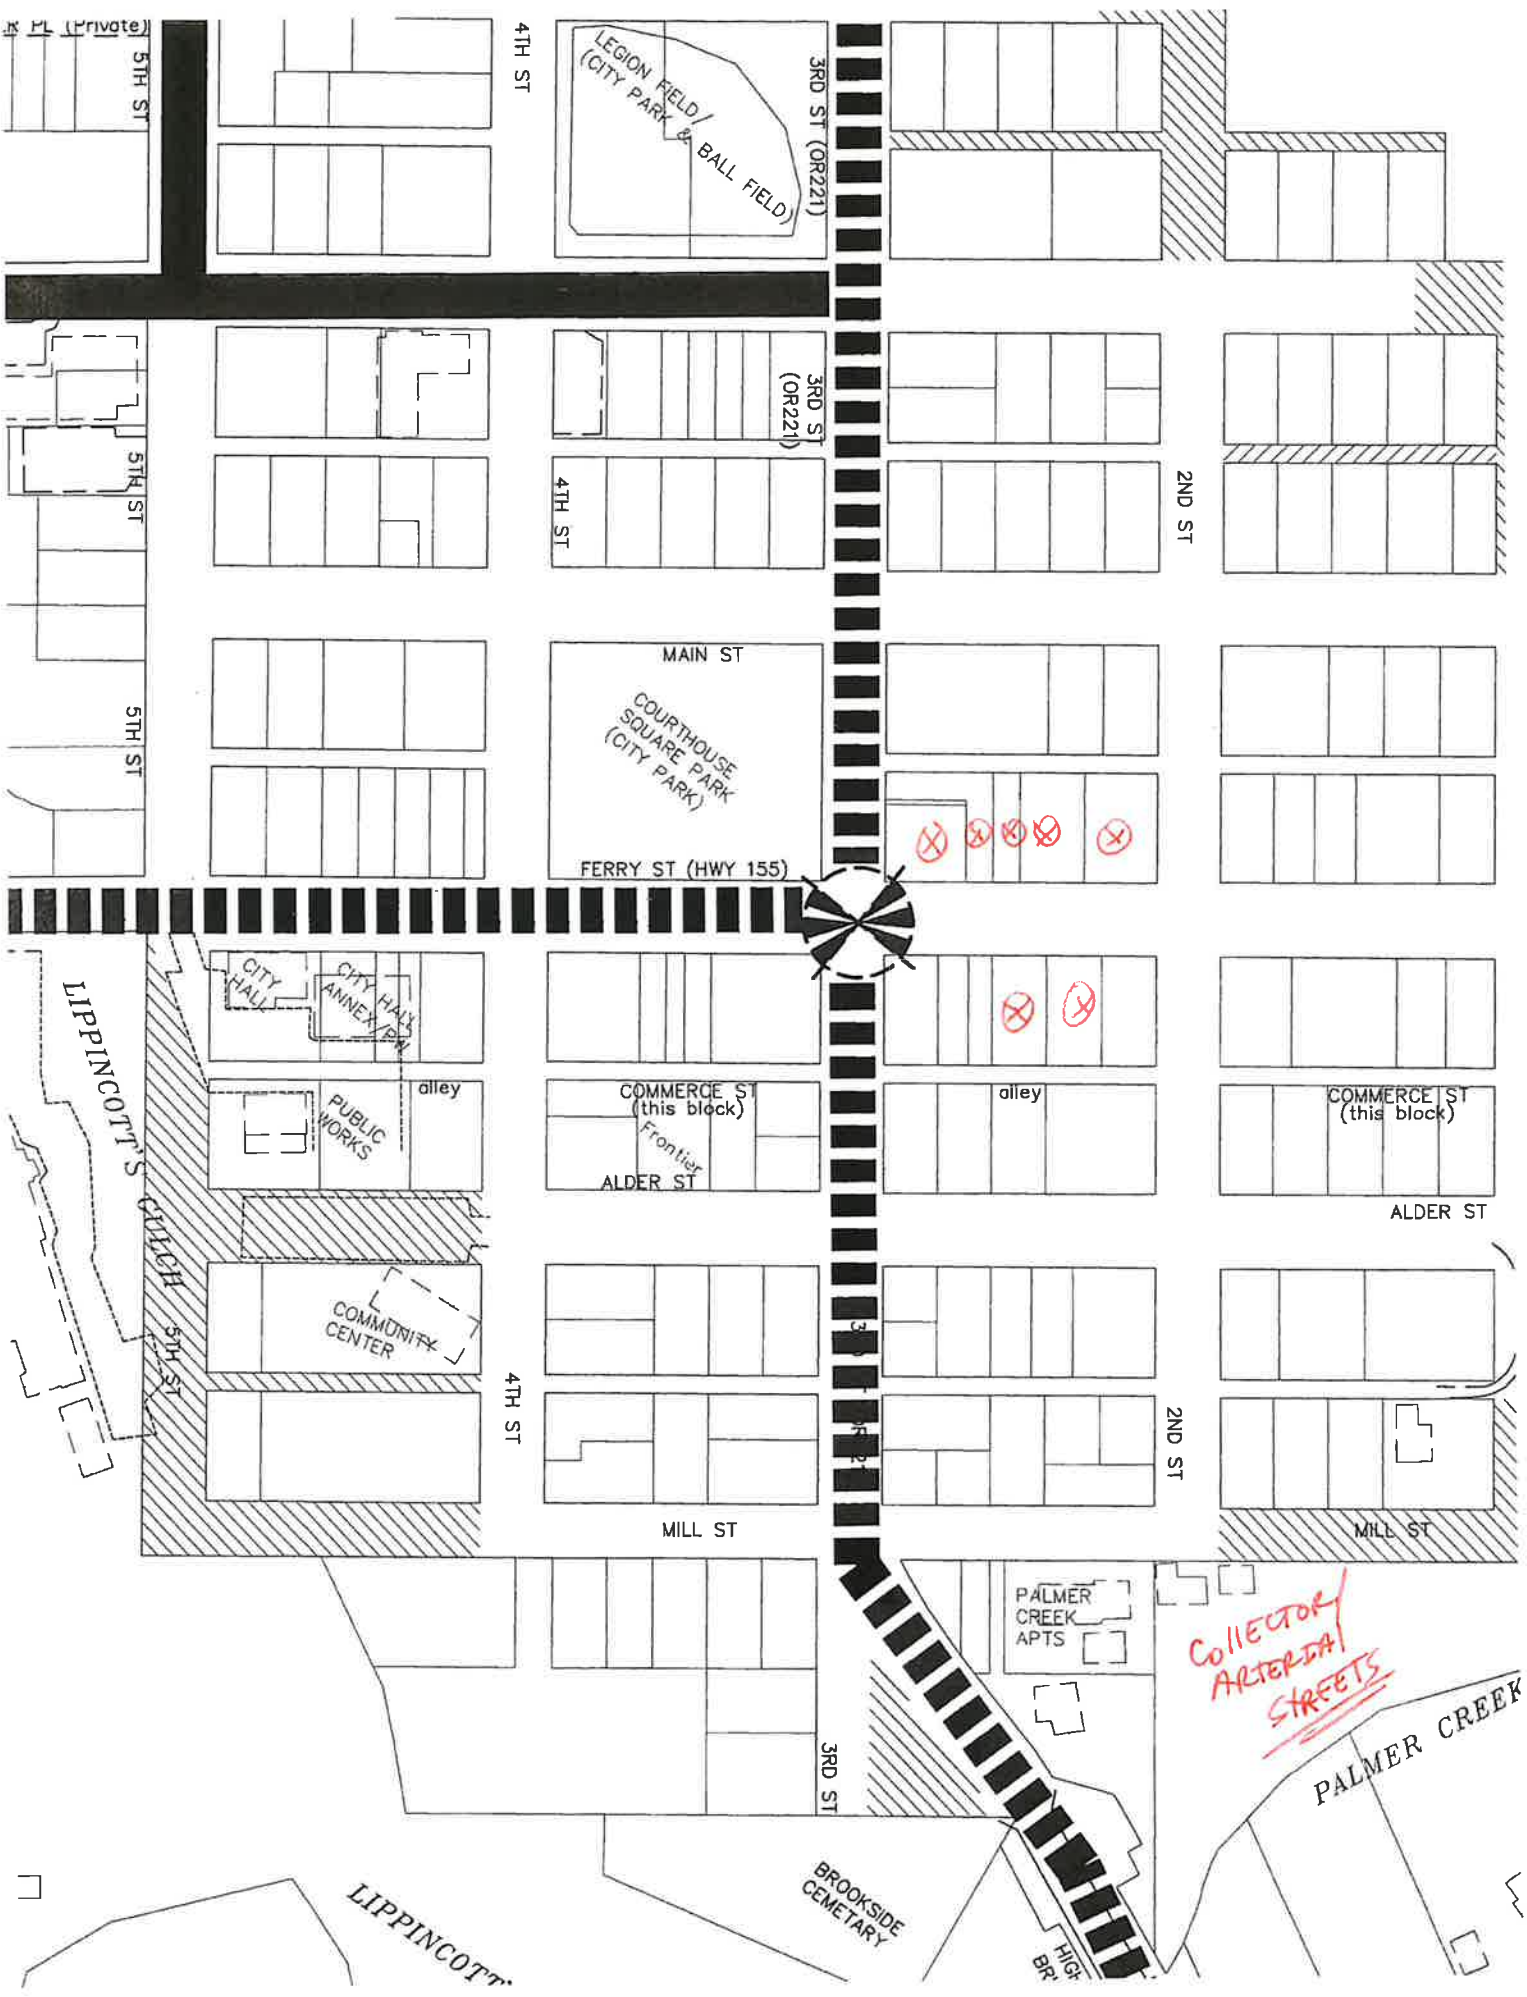 PL (Private)
5TH ST
4TH ST
LEGION FIELD/
(CITY PARK & BALL FIELD)
3RD ST (OR221)
3RD ST
(OR221)
5TH ST
4TH ST
2ND ST
MAIN ST
COURTHOUSE
SQUARE PARK
(CITY PARK)
5TH ST
FERRY ST (HWY 155)
CITY
HALL
CITY HALL
ANNEX/PW
LIPPINCOTT'S GULCH
alley
PUBLIC
WORKS
COMMERCE ST
(this block)
Frontier
ALDER ST
alley
COMMERCE ST
(this block)
ALDER ST
5TH ST
COMMUNITY
CENTER
4TH ST
2ND ST
MILL ST
MILL ST
PALMER
CREEK
APTS
COLLECTOR/
ARTERIAL
STREETS
PALMER CREEK
3RD ST
BROOKSIDE
CEMETARY
LIPPINCOTT'